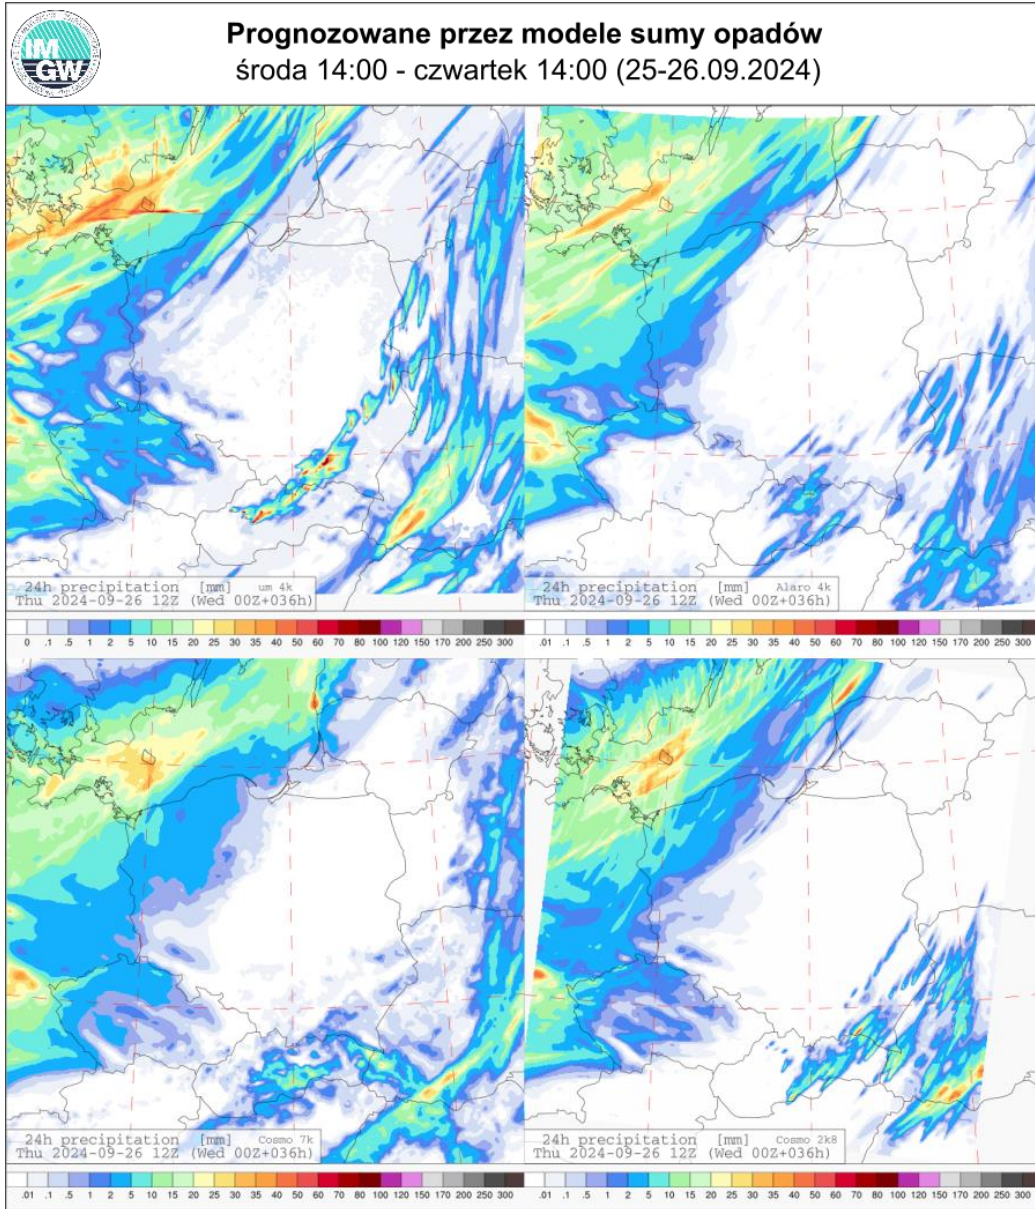 IM
GW
Prognozowane przez modele sumy opadów
środa 14:00 - czwartek 14:00 (25-26.09.2024)
24h precipitation [mm] um 4k
Thu 2024-09-26 12Z (Wed 00Z+036h)
24h precipitation [mm] Alaro 4k
Thu 2024-09-26 12Z (Wed 00Z+036h)
0 .1 .5 1 2 5 10 15 20 25 30 35 40 50 60 70 80 100 120 150 170 200 250 300
.01 .1 .5 1 2 5 10 15 20 25 30 35 40 50 60 70 80 100 120 150 170 200 250 300
24h precipitation [mm] Cosmo 7k
Thu 2024-09-26 12Z (Wed 00Z+036h)
24h precipitation [mm] Cosmo 2k8
Thu 2024-09-26 12Z (Wed 00Z+036h)
.01 .1 .5 1 2 5 10 15 20 25 30 35 40 50 60 70 80 100 120 150 170 200 250 300
.01 .1 .5 1 2 5 10 15 20 25 30 35 40 50 60 70 80 100 120 150 170 200 250 300